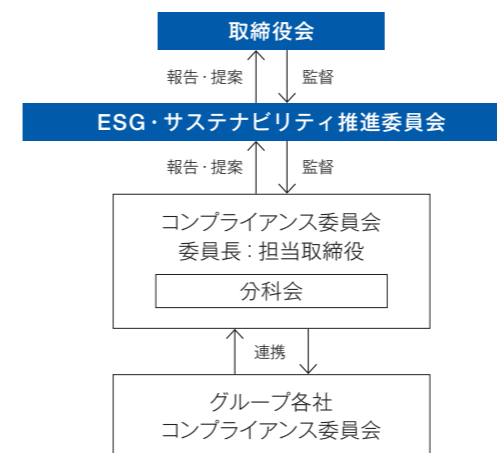 取締役会
報告・提案
監督
ESG・サステナビリティ推進委員会
報告・提案
監督
コンプライアンス委員会
委員長：担当取締役
分科会
連携
グループ各社
コンプライアンス委員会